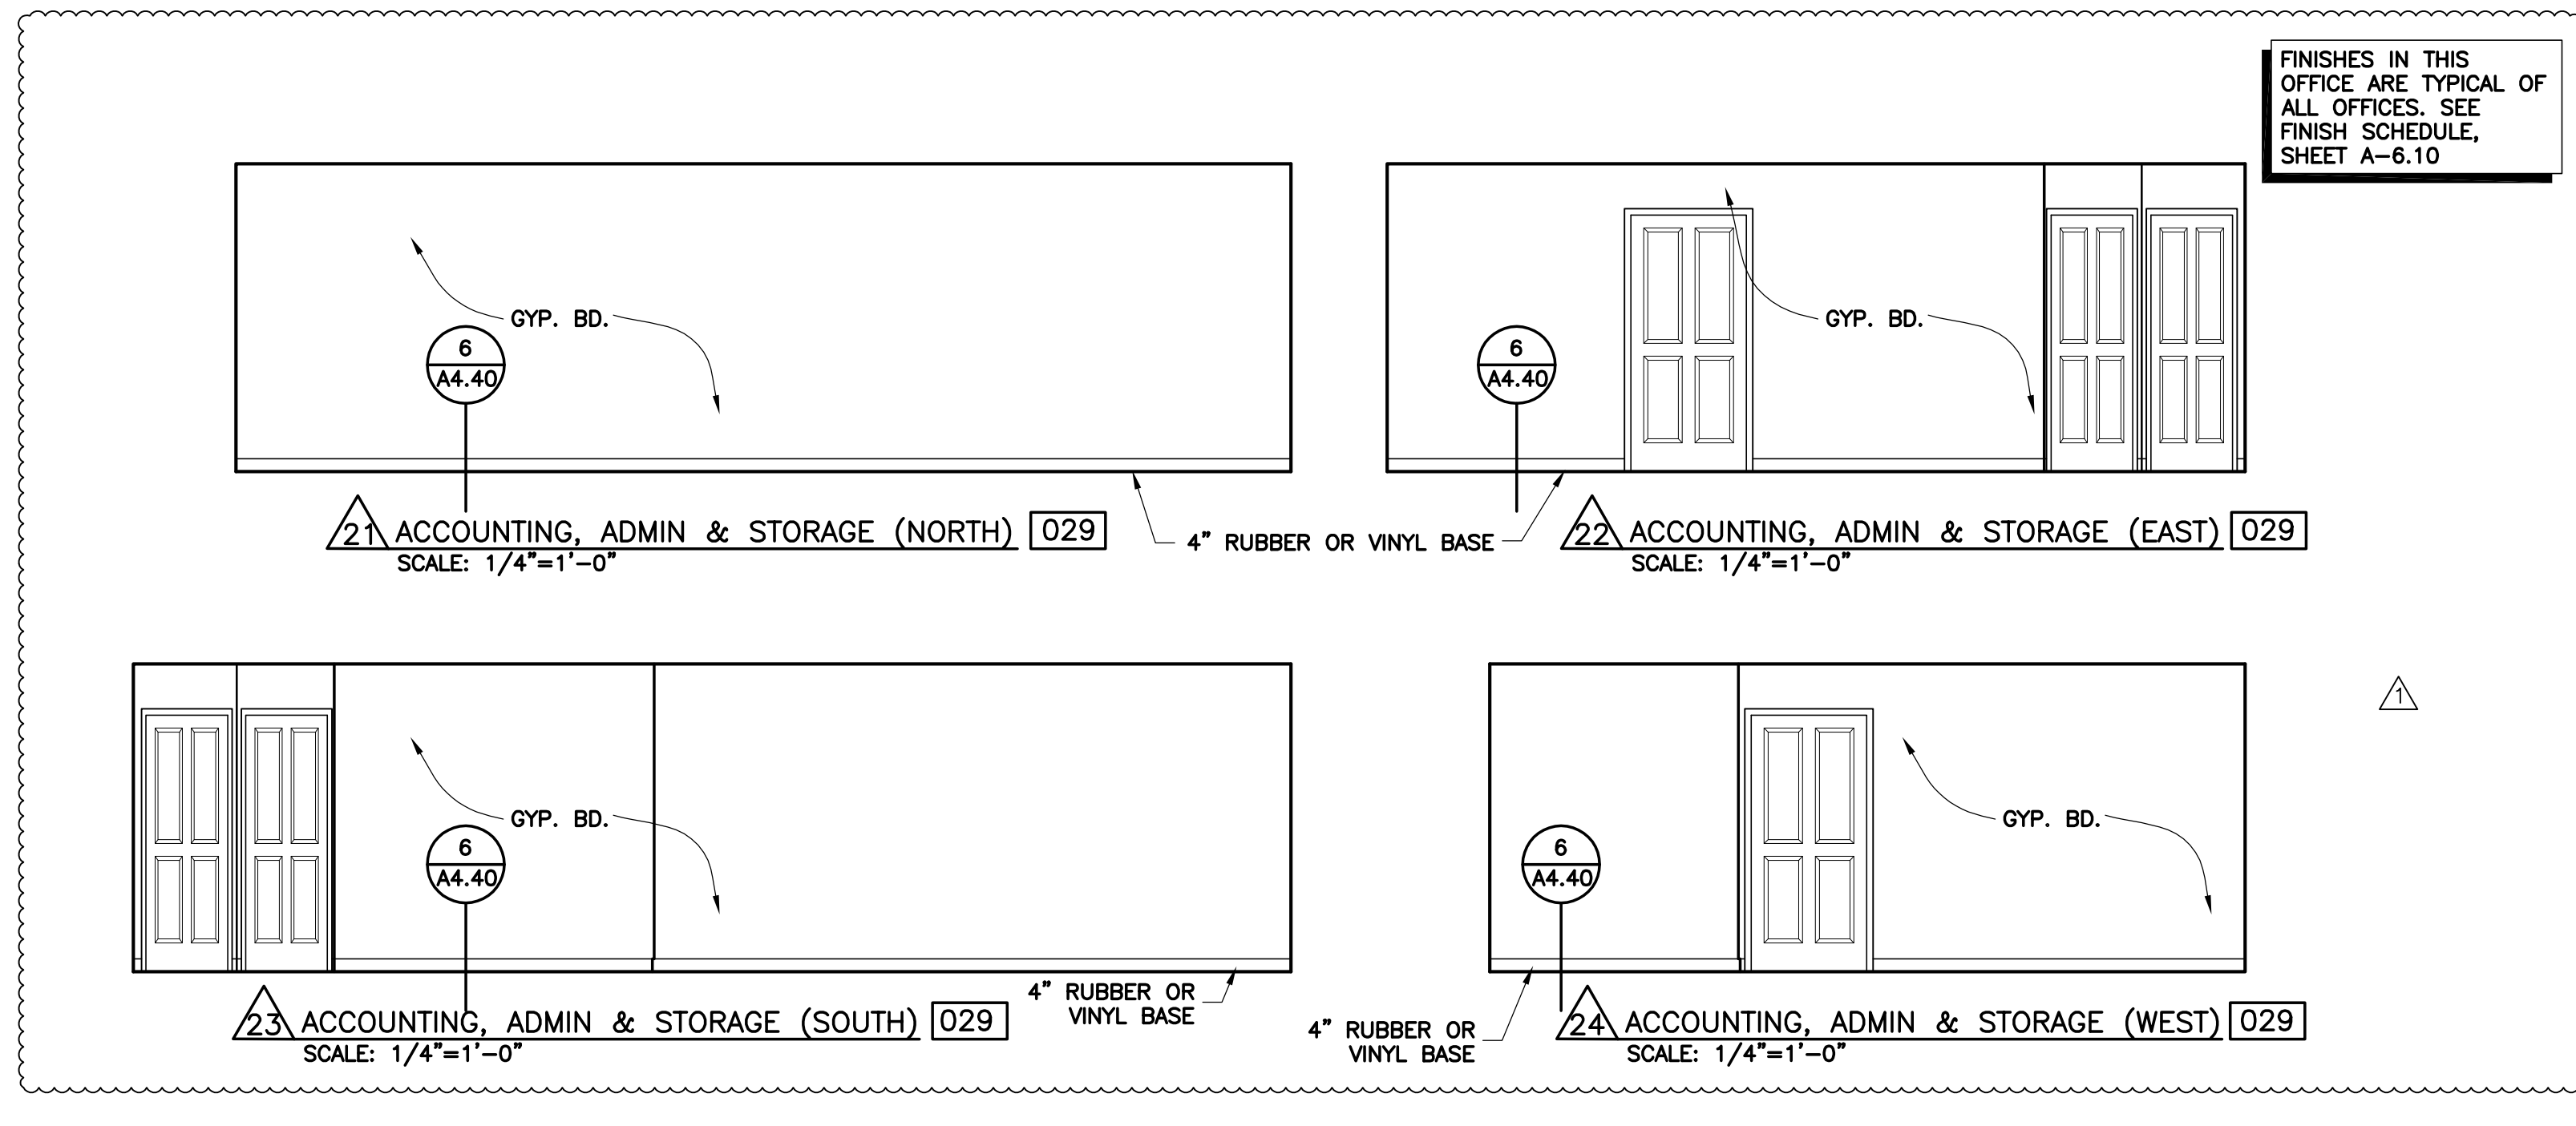 FINISHES IN THIS
OFFICE ARE TYPICAL OF
ALL OFFICES. SEE
FINISH SCHEDULE,
SHEET A-6.10
GYP. BD.
6
A4.40
21 ACCOUNTING, ADMIN & STORAGE (NORTH) 029
SCALE: 1/4"=1'-0"
4" RUBBER OR VINYL BASE
GYP. BD.
6
A4.40
22 ACCOUNTING, ADMIN & STORAGE (EAST) 029
SCALE: 1/4"=1'-0"
GYP. BD.
6
A4.40
4" RUBBER OR
VINYL BASE
23 ACCOUNTING, ADMIN & STORAGE (SOUTH) 029
SCALE: 1/4"=1'-0"
1
GYP. BD.
6
A4.40
4" RUBBER OR
VINYL BASE
24 ACCOUNTING, ADMIN & STORAGE (WEST) 029
SCALE: 1/4"=1'-0"